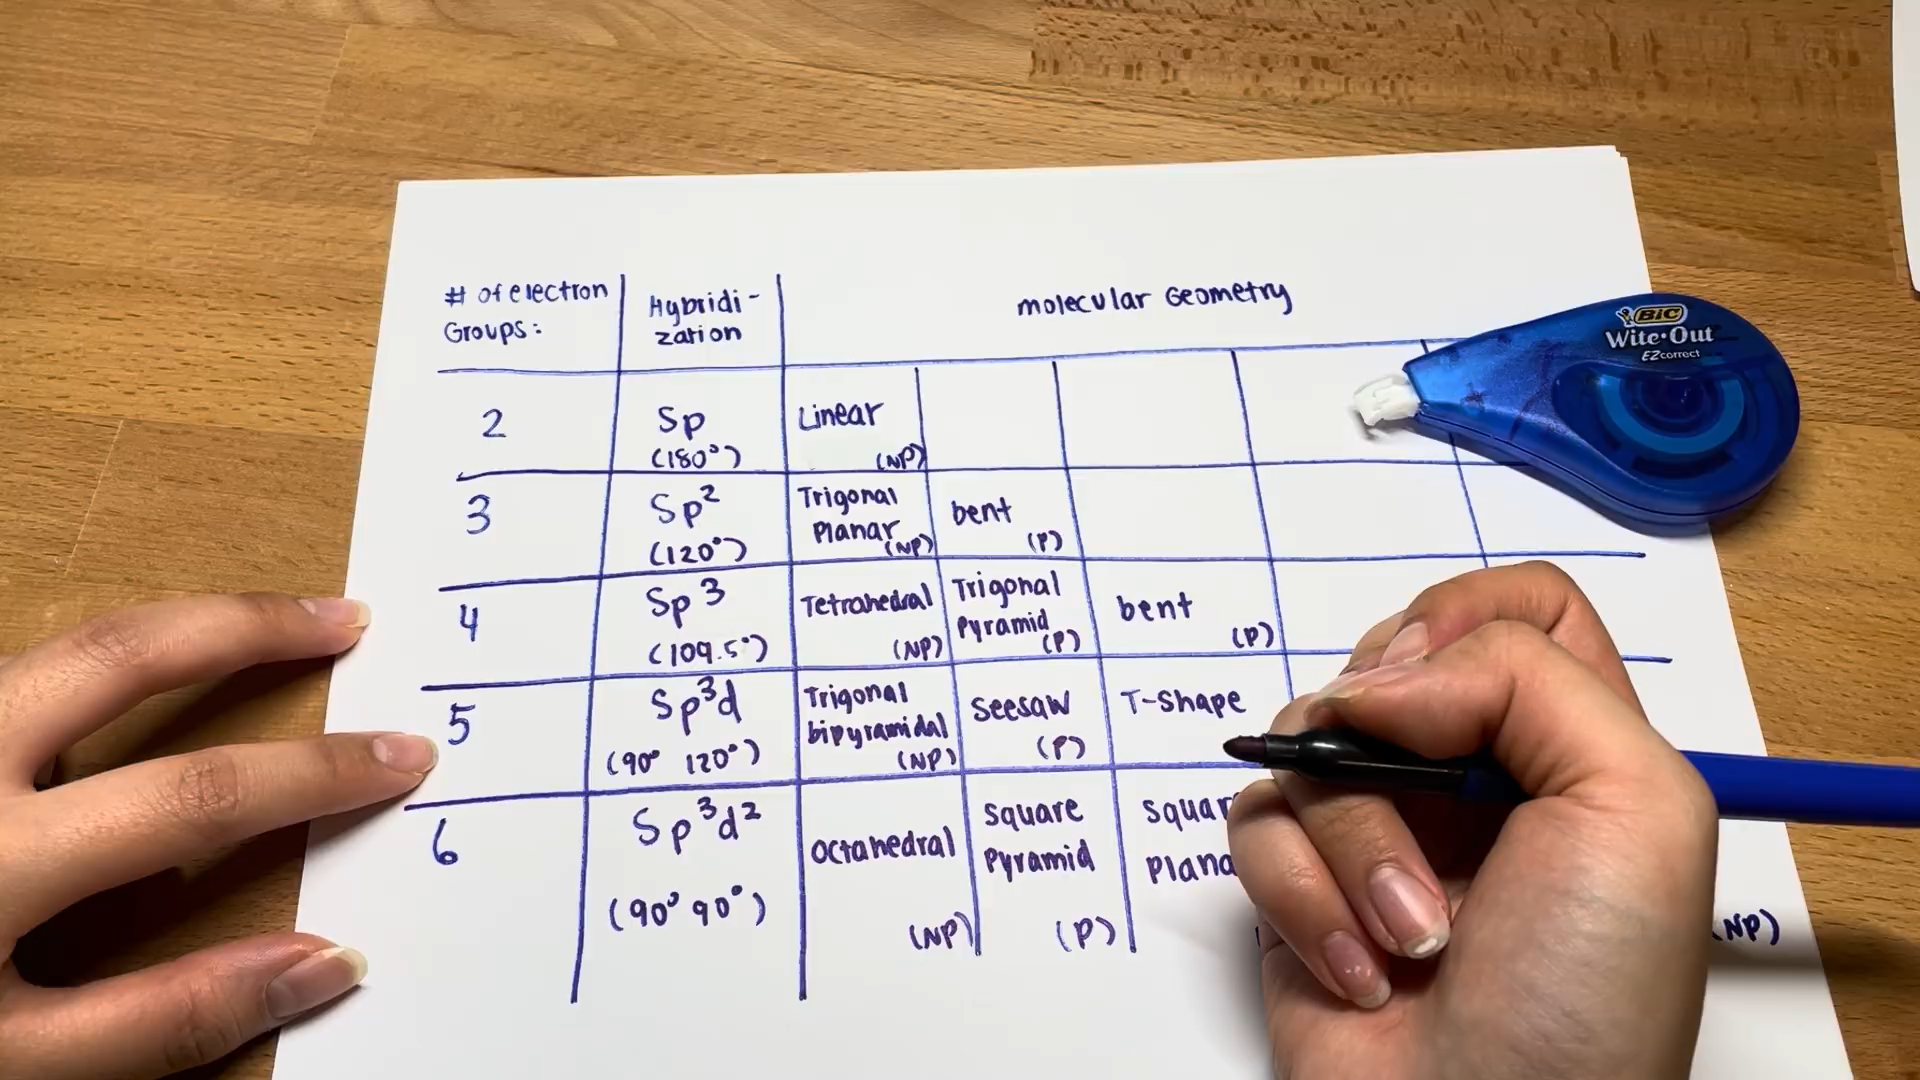 # of electron
Groups:
Hybridi-
zation
molecular Geometry
BIC
Wite·Out
EZcorrect
2
Sp
(180°)
Linear
(NP)
3
Sp²
(120°)
Trigonal
Planar
(NP)
bent
(P)
4
Sp³
(109.5°)
Tetrahedral
(NP)
Trigonal
Pyramid
(P)
bent
(P)
5
Sp³d
(90° 120°)
Trigonal
bipyramidal
(NP)
Seesaw
(P)
T-Shape
6
Sp³d²
(90° 90°)
Octahedral
(NP)
Square
Pyramid
(P)
(NP)